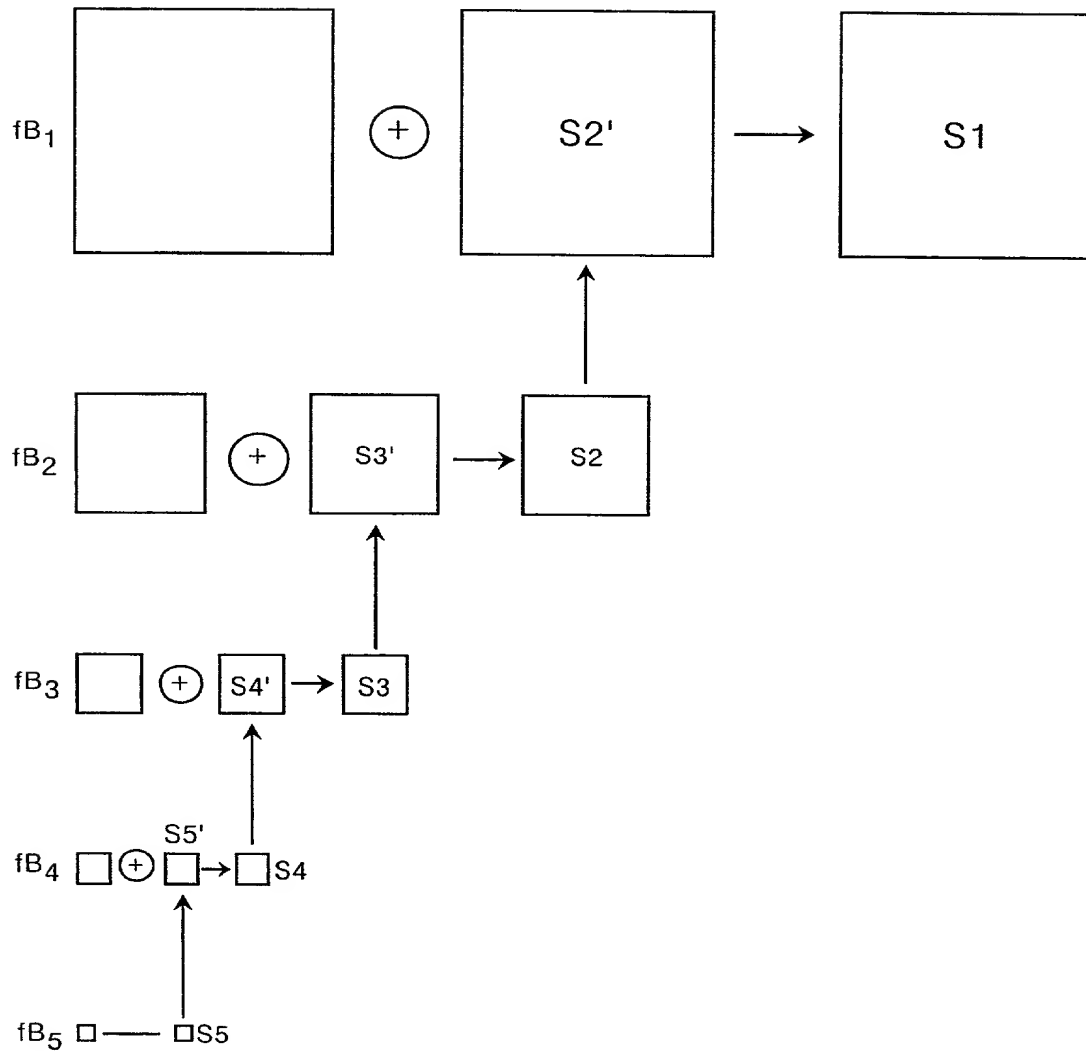 fB₁ + S2' S1
fB₂ + S3' S2
fB₃ + S4' S3
S5'
fB₄ + S4
fB₅ S5